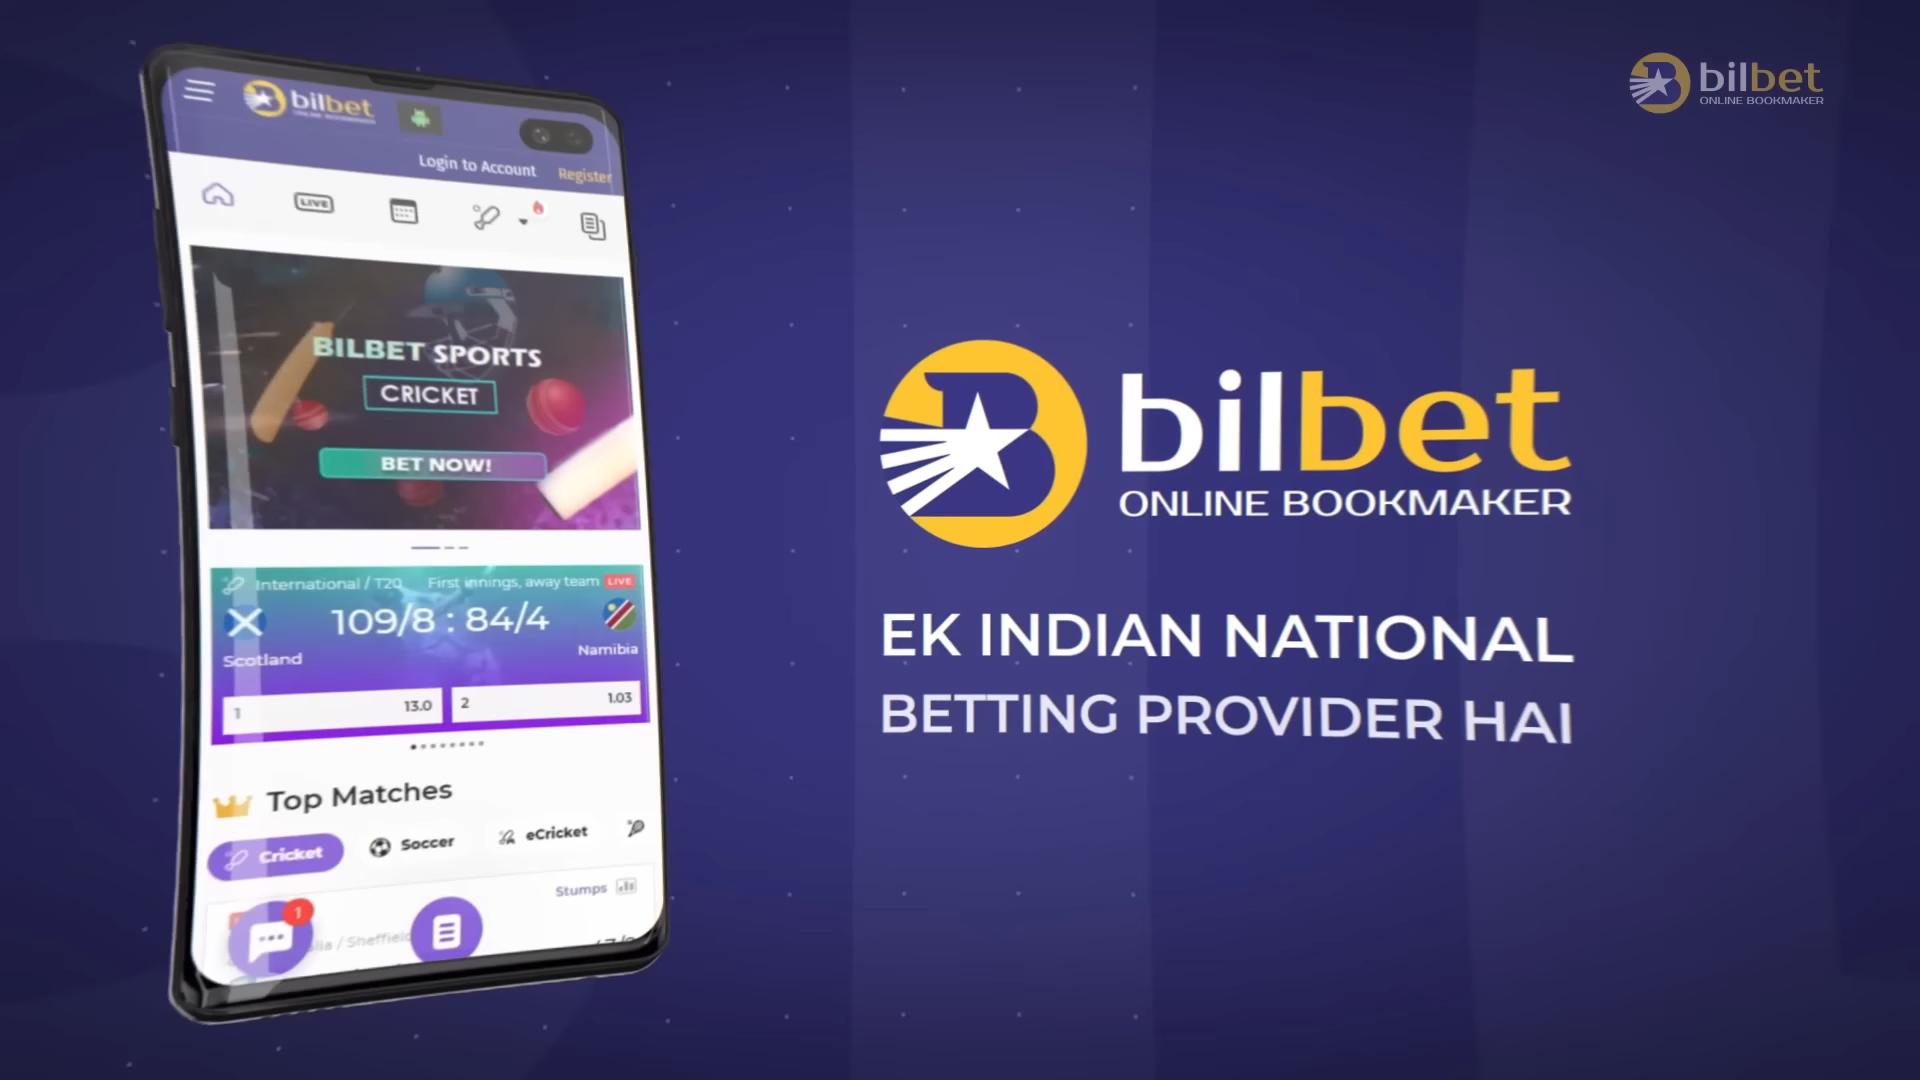 bilbet
ONLINE BOOKMAKER
bilbet
ONLINE BOOKMAKER
Login to Account Register
LIVE
BILBET SPORTS
CRICKET
BET NOW!
International / T20 First innings, away team LIVE
109/8 : 84/4
Scotland Namibia
1 13.0 2 1.03
Top Matches
Cricket Soccer eCricket
Stumps
1
/ Sheffield
bilbet
ONLINE BOOKMAKER
EK INDIAN NATIONAL
BETTING PROVIDER HAI